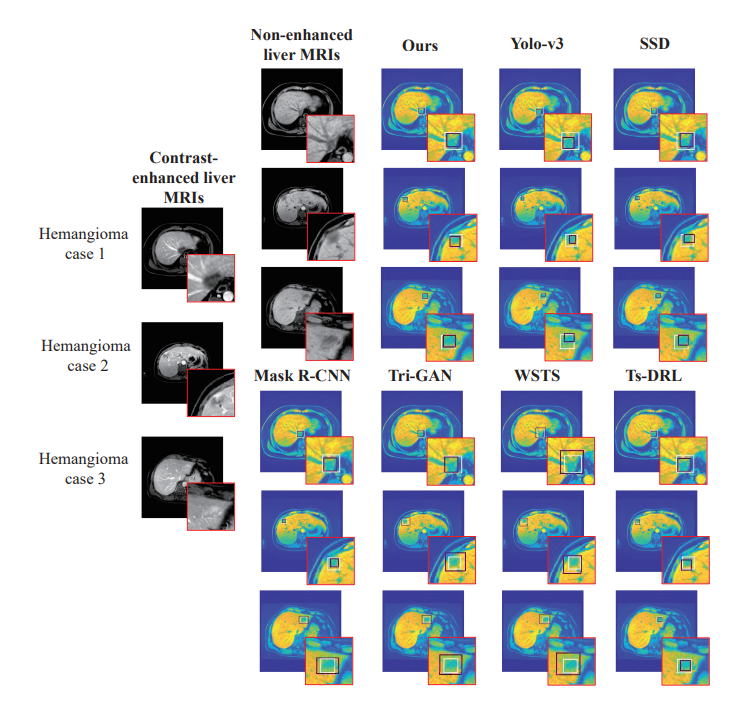 Non-enhanced
liver MRIs
Ours
Yolo-v3
SSD
Contrast-
enhanced liver
MRIs
Hemangioma
case 1
Hemangioma
case 2
Hemangioma
case 3
Mask R-CNN
Tri-GAN
WSTS
Ts-DRL